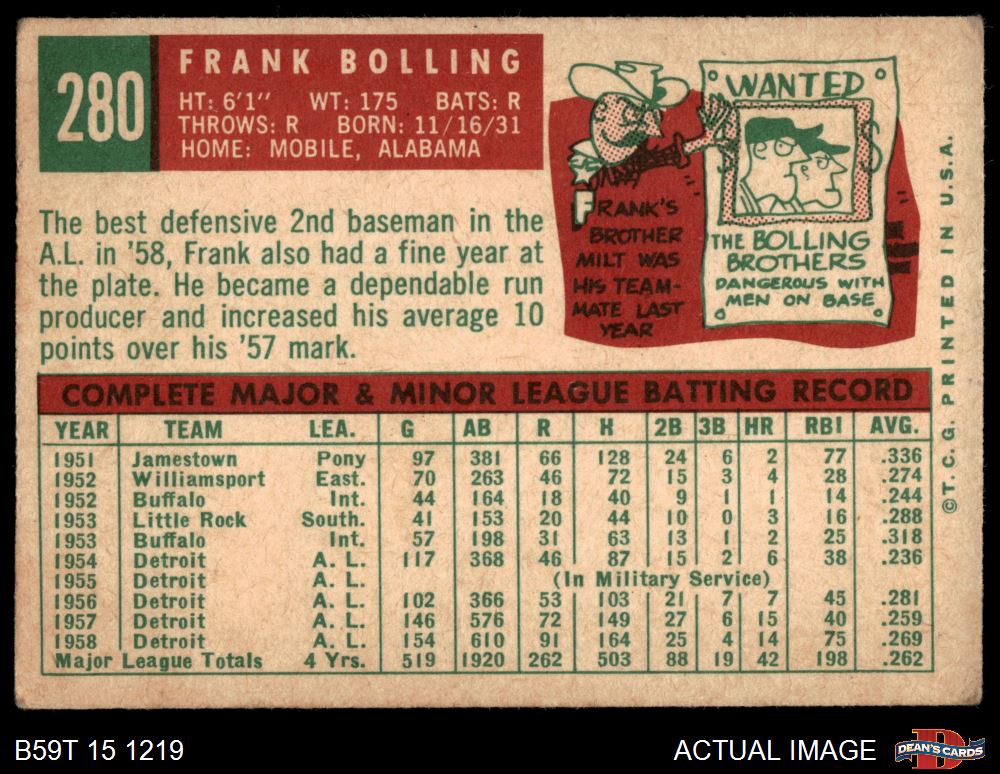 280
FRANK BOLLING
HT: 6'1" WT: 175 BATS: R
THROWS: R BORN: 11/16/31
HOME: MOBILE, ALABAMA
The best defensive 2nd baseman in the
A.L. in '58, Frank also had a fine year at
the plate. He became a dependable run
producer and increased his average 10
points over his '57 mark.
FRANK'S
BROTHER
MILT WAS
HIS TEAM-
MATE LAST
YEAR
WANTED
THE BOLLING
BROTHERS
DANGEROUS WITH
MEN ON BASE
COMPLETE MAJOR & MINOR LEAGUE BATTING RECORD
YEAR TEAM LEA. G AB R H 2B 3B HR RBI AVG.
1951 Jamestown Pony 97 381 66 128 24 6 2 77 .336
1952 Williamsport East. 70 263 46 72 15 3 4 28 .274
1952 Buffalo Int. 44 164 18 40 9 1 1 14 .244
1953 Little Rock South. 41 153 20 44 10 0 3 16 .288
1953 Buffalo Int. 57 198 31 63 13 1 2 25 .318
1954 Detroit A. L. 117 368 46 87 15 2 6 38 .236
1955 Detroit A. L. (In Military Service)
1956 Detroit A. L. 102 366 53 103 21 7 7 45 .281
1957 Detroit A. L. 146 576 72 149 27 6 15 40 .259
1958 Detroit A. L. 154 610 91 164 25 4 14 75 .269
Major League Totals 4 Yrs. 519 1920 262 503 88 19 42 198 .262
©T. C. G. PRINTED IN U.S.A.
B59T 15 1219
ACTUAL IMAGE
D
DEAN'S CARDS